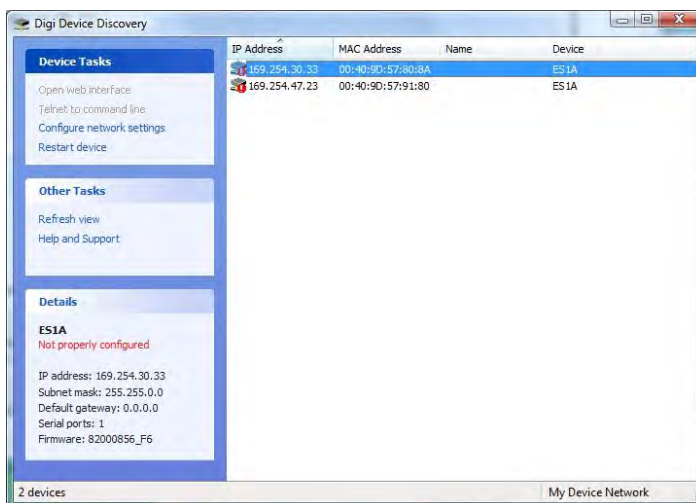 Digi Device Discovery
Device Tasks
Open web interface
Telnet to command line
Configure network settings
Restart device
Other Tasks
Refresh view
Help and Support
Details
ES1A
Not properly configured
IP address: 169.254.30.33
Subnet mask: 255.255.0.0
Default gateway: 0.0.0.0
Serial ports: 1
Firmware: 82000856_F6
IP Address MAC Address Name Device
169.254.30.33 00:40:9D:57:80:8A ES1A
169.254.47.23 00:40:9D:57:91:80 ES1A
2 devices My Device Network